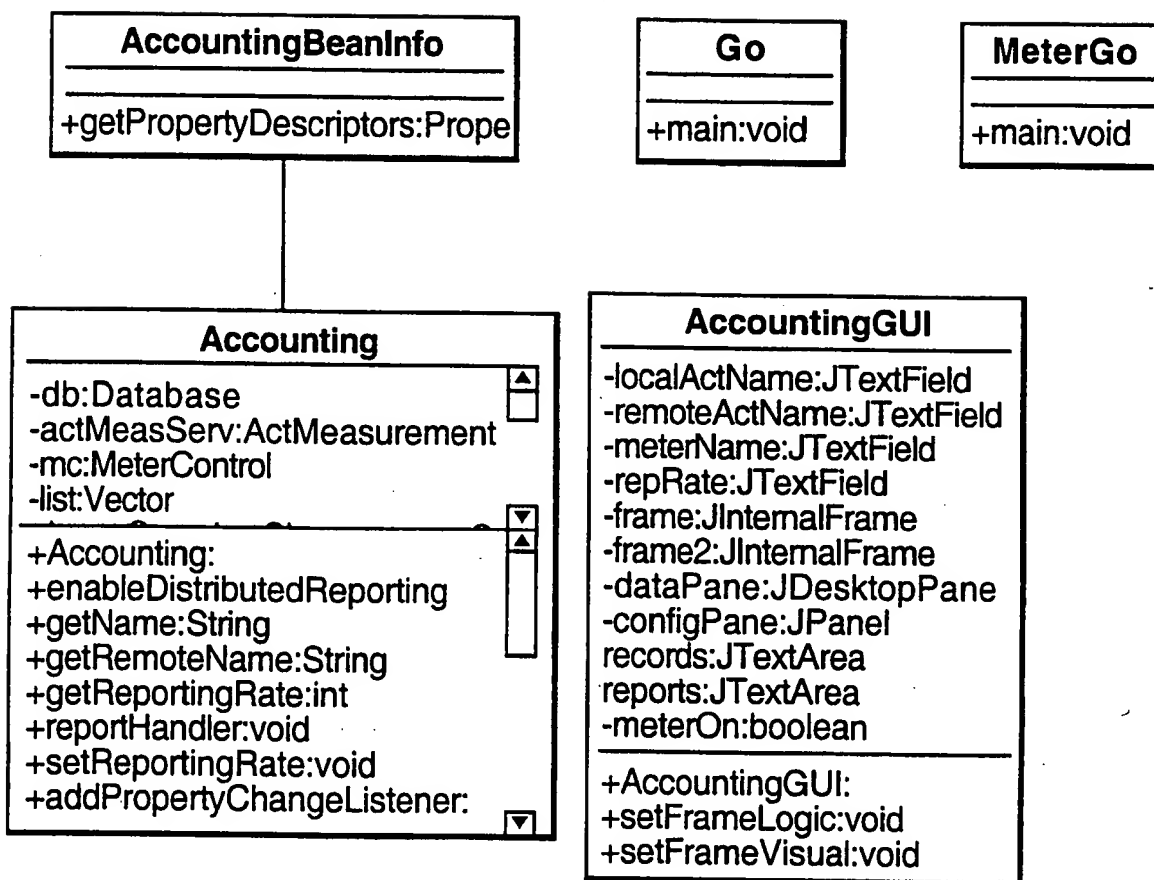 AccountingBeanInfo
+getPropertyDescriptors:Prope
Go
+main:void
MeterGo
+main:void
Accounting
-db:Database
-actMeasServ:ActMeasurement
-mc:MeterControl
-list:Vector
+Accounting:
+enableDistributedReporting
+getName:String
+getRemoteName:String
+getReportingRate:int
+reportHandler:void
+setReportingRate:void
+addPropertyChangeListener:
AccountingGUI
-localActName:JTextField
-remoteActName:JTextField
-meterName:JTextField
-repRate:JTextField
-frame:JInternalFrame
-frame2:JInternalFrame
-dataPane:JDesktopPane
-configPane:JPanel
records:JTextArea
reports:JTextArea
-meterOn:boolean
+AccountingGUI:
+setFrameLogic:void
+setFrameVisual:void